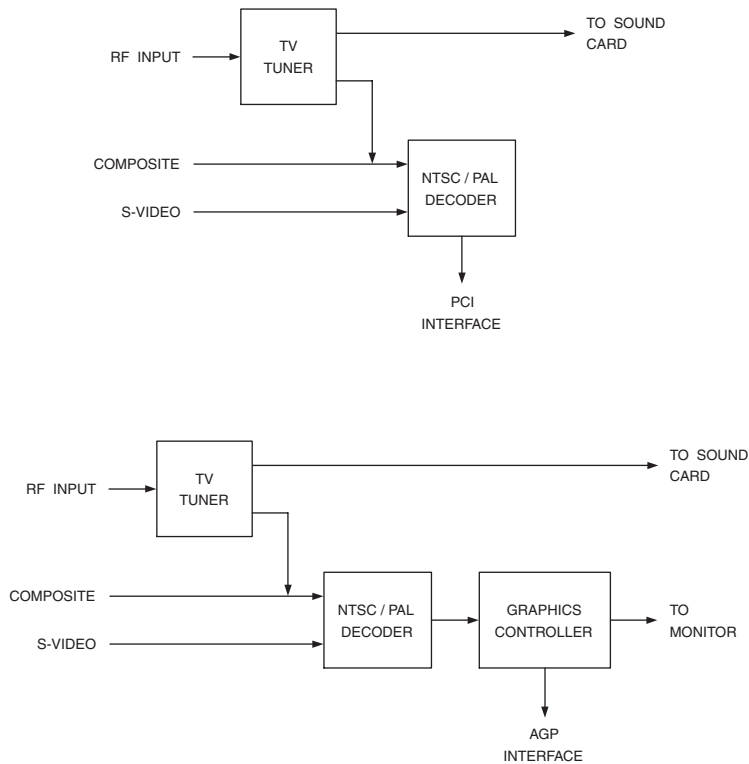 TO SOUND
CARD
TV
TUNER
RF INPUT
COMPOSITE
NTSC / PAL
DECODER
S-VIDEO
PCI
INTERFACE
TO SOUND
CARD
TV
TUNER
RF INPUT
COMPOSITE
NTSC / PAL
DECODER
GRAPHICS
CONTROLLER
TO
MONITOR
S-VIDEO
AGP
INTERFACE